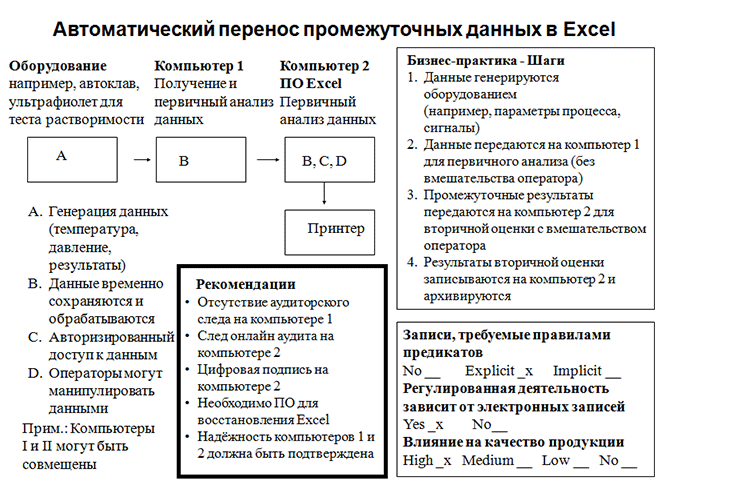 Автоматический перенос промежуточных данных в Excel
Оборудование
например, автоклав,
ультрафиолет для
теста растворимости
Компьютер 1
Получение и
первичный анализ
данных
Компьютер 2
ПО Excel
Первичный
анализ данных
A
B
B, C, D
Принтер
A. Генерация данных
(температура,
давление,
результаты)
B. Данные временно
сохраняются и
обрабатываются
C. Авторизированный
доступ к данным
D. Операторы могут
манипулировать
данными
Прим.: Компьютеры
I и II могут быть
совмещены
Рекомендации
• Отсутствие аудиторского
следа на компьютере 1
• След онлайн аудита на
компьютере 2
• Цифровая подпись на
компьютере 2
• Необходимо ПО для
восстановления Excel
• Надёжность компьютеров 1 и
2 должна быть подтверждена
Бизнес-практика - Шаги
1. Данные генерируются
оборудованием
(например, параметры процесса,
сигналы)
2. Данные передаются на компьютер 1
для первичного анализа (без
вмешательства оператора)
3. Промежуточные результаты
передаются на компьютер 2 для
вторичной оценки с вмешательством
оператора
4. Результаты вторичной оценки
записываются на компьютер 2 и
архивируются
Записи, требуемые правилами
предикатов
No __ Explicit _x Implicit __
Регулированная деятельность
зависит от электронных записей
Yes _x No__
Влияние на качество продукции
High _x Medium __ Low __ No __